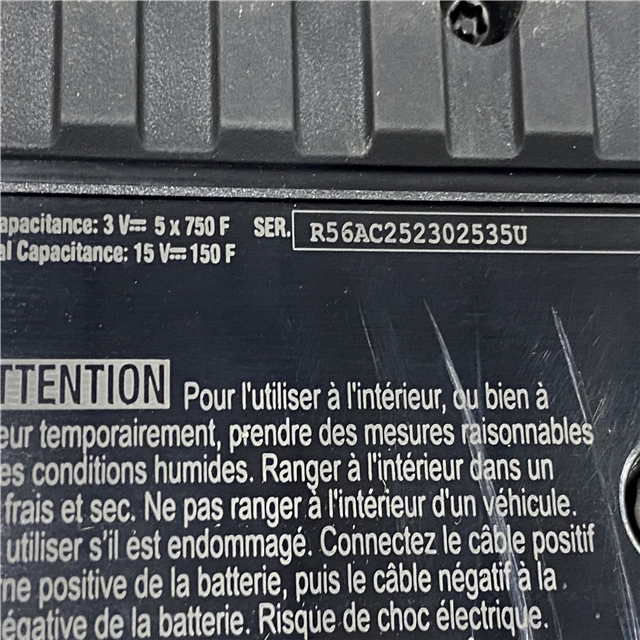 apacitance: 3 V⎓ 5 x 750 F SER. R56AC252302535U
al Capacitance: 15 V⎓ 150 F
TTENTION Pour l'utiliser à l'intérieur, ou bien à
eur temporairement, prendre des mesures raisonnables
es conditions humides. Ranger à l'intérieur dans un
frais et sec. Ne pas ranger à l'intérieur d'un véhicule.
utiliser s'il est endommagé. Connectez le câble positif
ne positive de la batterie, puis le câble négatif à la
égative de la batterie. Risque de choc électrique.